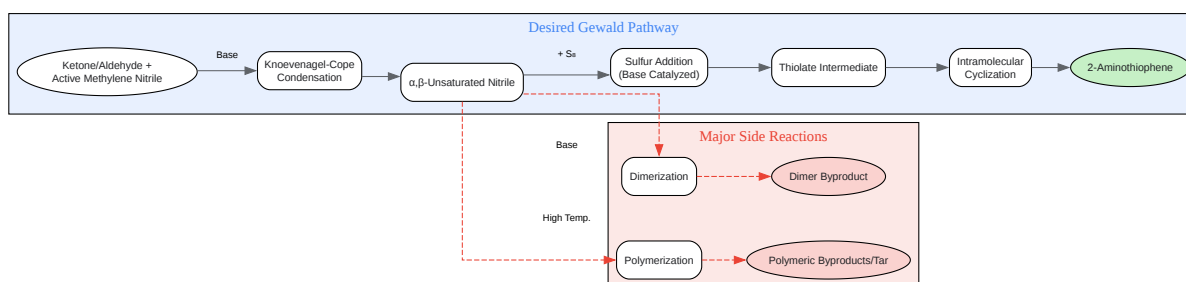 Desired Gewald Pathway
Ketone/Aldehyde +
Active Methylene Nitrile
Base
Knoevenagel-Cope
Condensation
α,β-Unsaturated Nitrile
+ S₈
Sulfur Addition
(Base Catalyzed)
Thiolate Intermediate
Intramolecular
Cyclization
2-Aminothiophene
Major Side Reactions
Base
Dimerization
Dimer Byproduct
High Temp.
Polymerization
Polymeric Byproducts/Tar